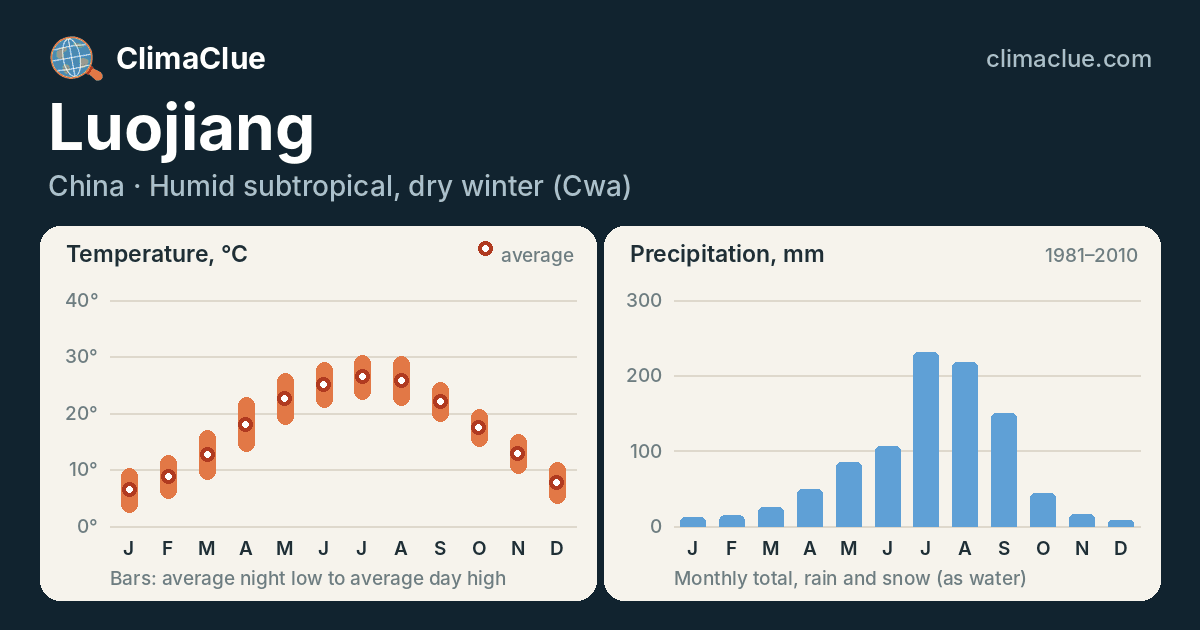 ClimaClue
climaclue.com
Luojiang
China · Humid subtropical, dry winter (Cwa)
Temperature, °C
average
40°
30°
20°
10°
0°
J F M A M J J A S O N D
Bars: average night low to average day high
Precipitation, mm
1981–2010
300
200
100
0
J F M A M J J A S O N D
Monthly total, rain and snow (as water)